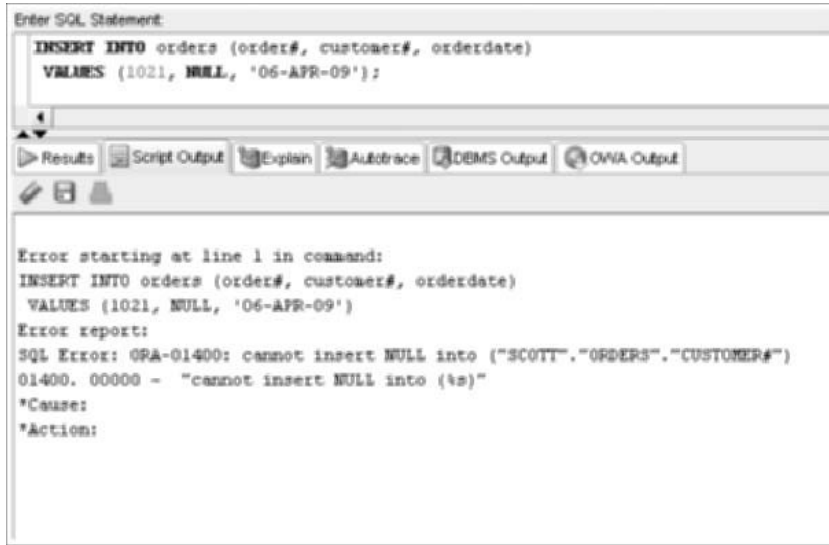 Enter SQL Statement:
INSERT INTO orders (order#, customer#, orderdate)
VALUES (1021, NULL, '06-APR-09');
Results Script Output Explain Autotrace DBMS Output OWA Output
Error starting at line 1 in command:
INSERT INTO orders (order#, customer#, orderdate)
VALUES (1021, NULL, '06-APR-09')
Error report:
SQL Error: ORA-01400: cannot insert NULL into ("SCOTT"."ORDERS"."CUSTOMER#")
01400. 00000 - "cannot insert NULL into (%s)"
*Cause:
*Action: